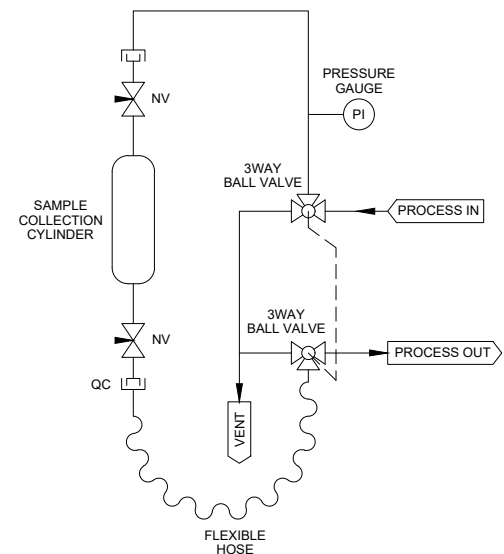 PRESSURE
GAUGE
PI
NV
3WAY
BALL VALVE
PROCESS IN
SAMPLE
COLLECTION
CYLINDER
3WAY
BALL VALVE
NV
PROCESS OUT
QC
VENT
FLEXIBLE
HOSE